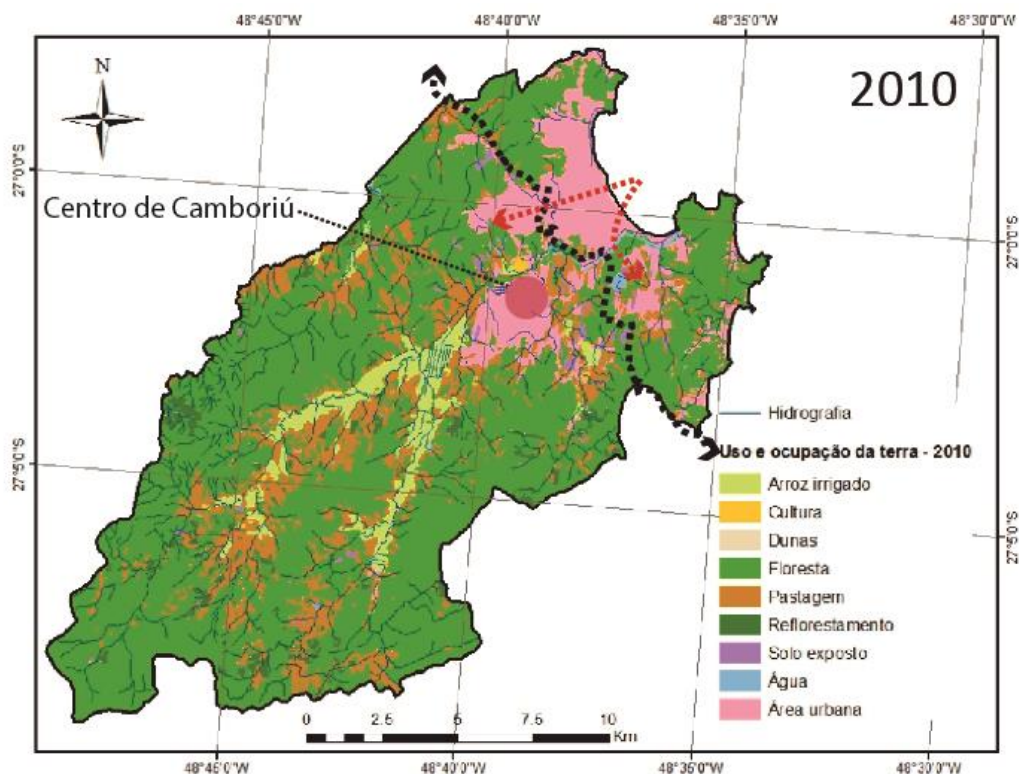 48°45'0"W 48°40'0"W 48°35'0"W 48°30'0"W
N
2010
27°0'0"S
Centro de Camboriú
27°0'0"S
27°5'0"S
Hidrografia
Uso e ocupação da terra - 2010
Arroz irrigado
Cultura
Dunas
27°5'0"S
Floresta
Pastagem
Reflorestamento
Solo exposto
Água
Área urbana
0 2.5 5 7.5 10
Km
48°45'0"W 48°40'0"W 48°35'0"W 48°30'0"W